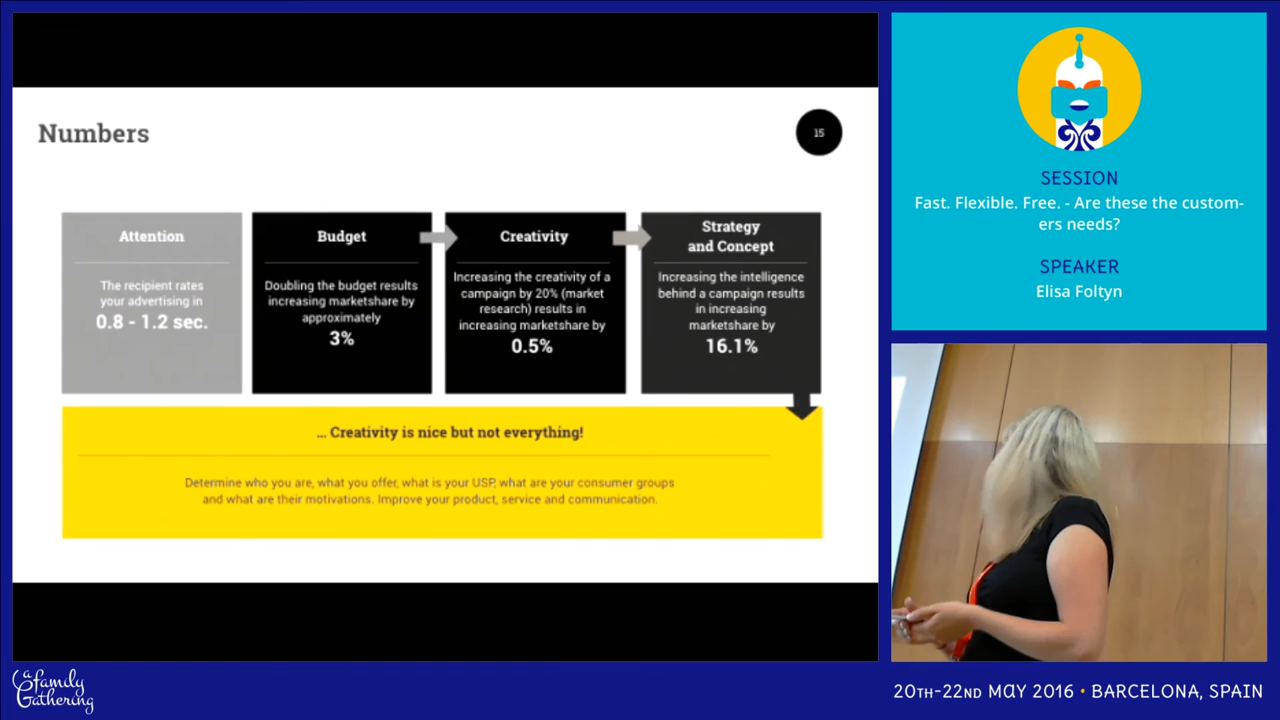 Numbers
15
Attention
The recipient rates
your advertising in
0.8 - 1.2 sec.
Budget
Doubling the budget results
increasing marketshare by
approximately
3%
Creativity
Increasing the creativity of a
campaign by 20% (market
research) results in
increasing marketshare by
0.5%
Strategy
and Concept
Increasing the intelligence
behind a campaign results
in increasing
marketshare by
16.1%
... Creativity is nice but not everything!
Determine who you are, what you offer, what is your USP, what are your consumer groups
and what are their motivations. Improve your product, service and communication.
SESSION
Fast. Flexible. Free. - Are these the custom-
ers needs?
SPEAKER
Elisa Foltyn
a family
Gathering
20TH-22ND MAY 2016 • BARCELONA, SPAIN